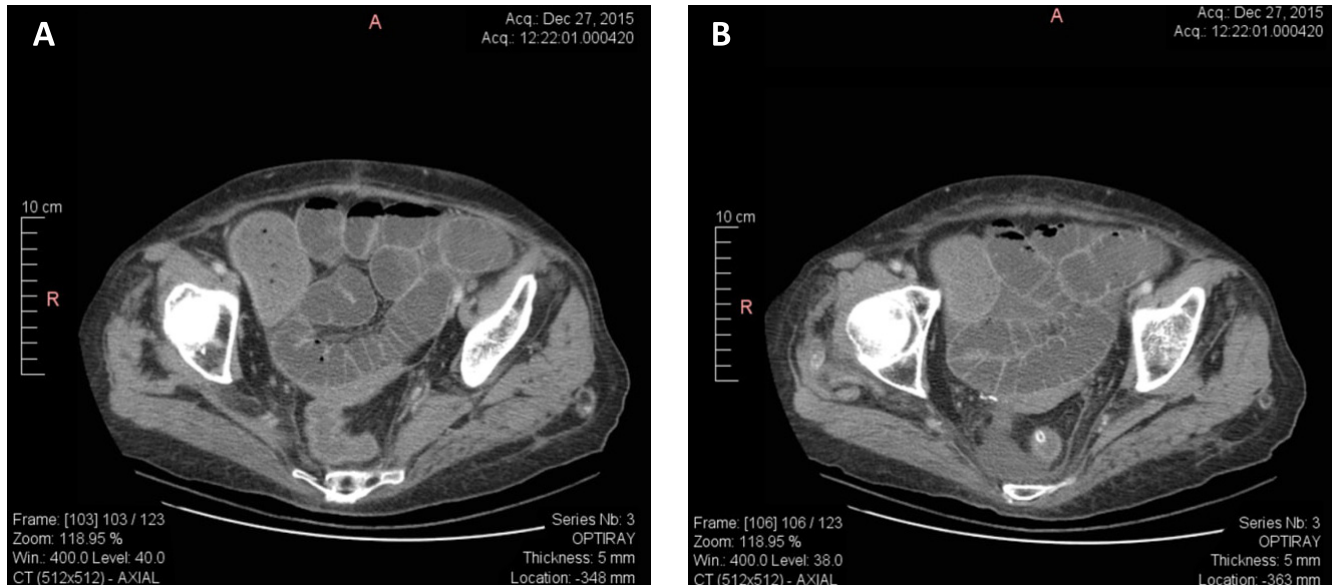 A
A
Acq.: Dec 27, 2015
Acq.: 12:22:01.000420
10 cm
R
Frame: [103] 103 / 123
Zoom: 118.95 %
Win.: 400.0 Level: 40.0
CT (512x512) - AXIAL
Series Nb: 3
OPTIRAY
Thickness: 5 mm
Location: -348 mm
B
A
Acq.: Dec 27, 2015
Acq.: 12:22:01.000420
10 cm
R
Frame: [106] 106 / 123
Zoom: 118.95 %
Win.: 400.0 Level: 38.0
CT (512x512) - AXIAL
Series Nb: 3
OPTIRAY
Thickness: 5 mm
Location: -363 mm